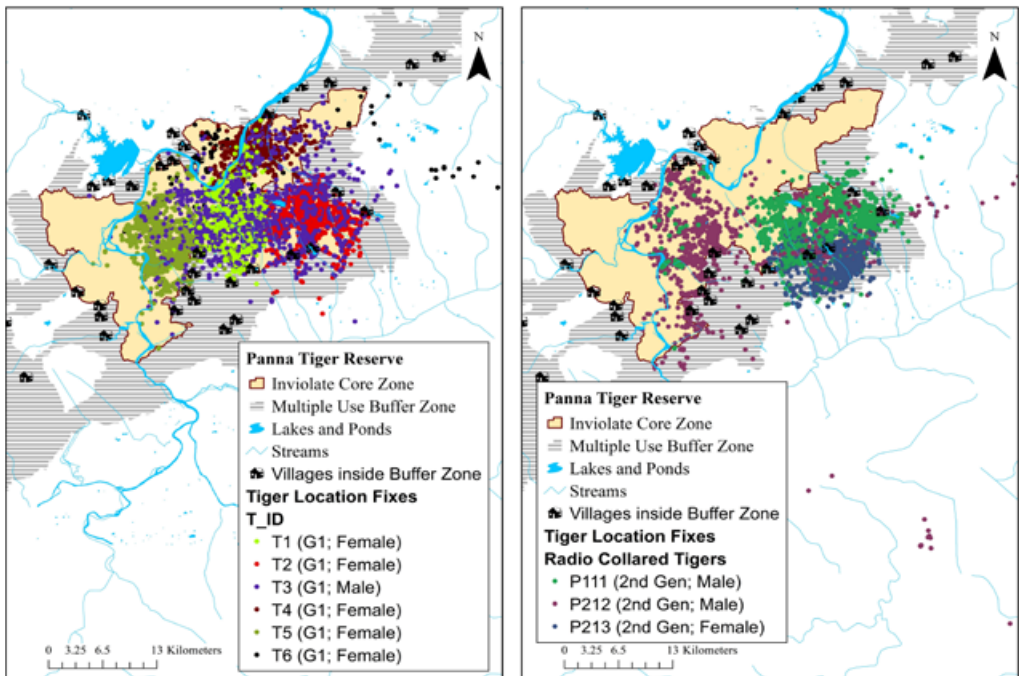 N
Panna Tiger Reserve
Inviolate Core Zone
Multiple Use Buffer Zone
Lakes and Ponds
Streams
Villages inside Buffer Zone
Tiger Location Fixes
T_ID
T1 (G1; Female)
T2 (G1; Female)
T3 (G1; Male)
T4 (G1; Female)
T5 (G1; Female)
T6 (G1; Female)
0 3.25 6.5 13 Kilometers
N
Panna Tiger Reserve
Inviolate Core Zone
Multiple Use Buffer Zone
Lakes and Ponds
Streams
Villages inside Buffer Zone
Tiger Location Fixes
Radio Collared Tigers
P111 (2nd Gen; Male)
P212 (2nd Gen; Male)
P213 (2nd Gen; Female)
0 3.25 6.5 13 Kilometers